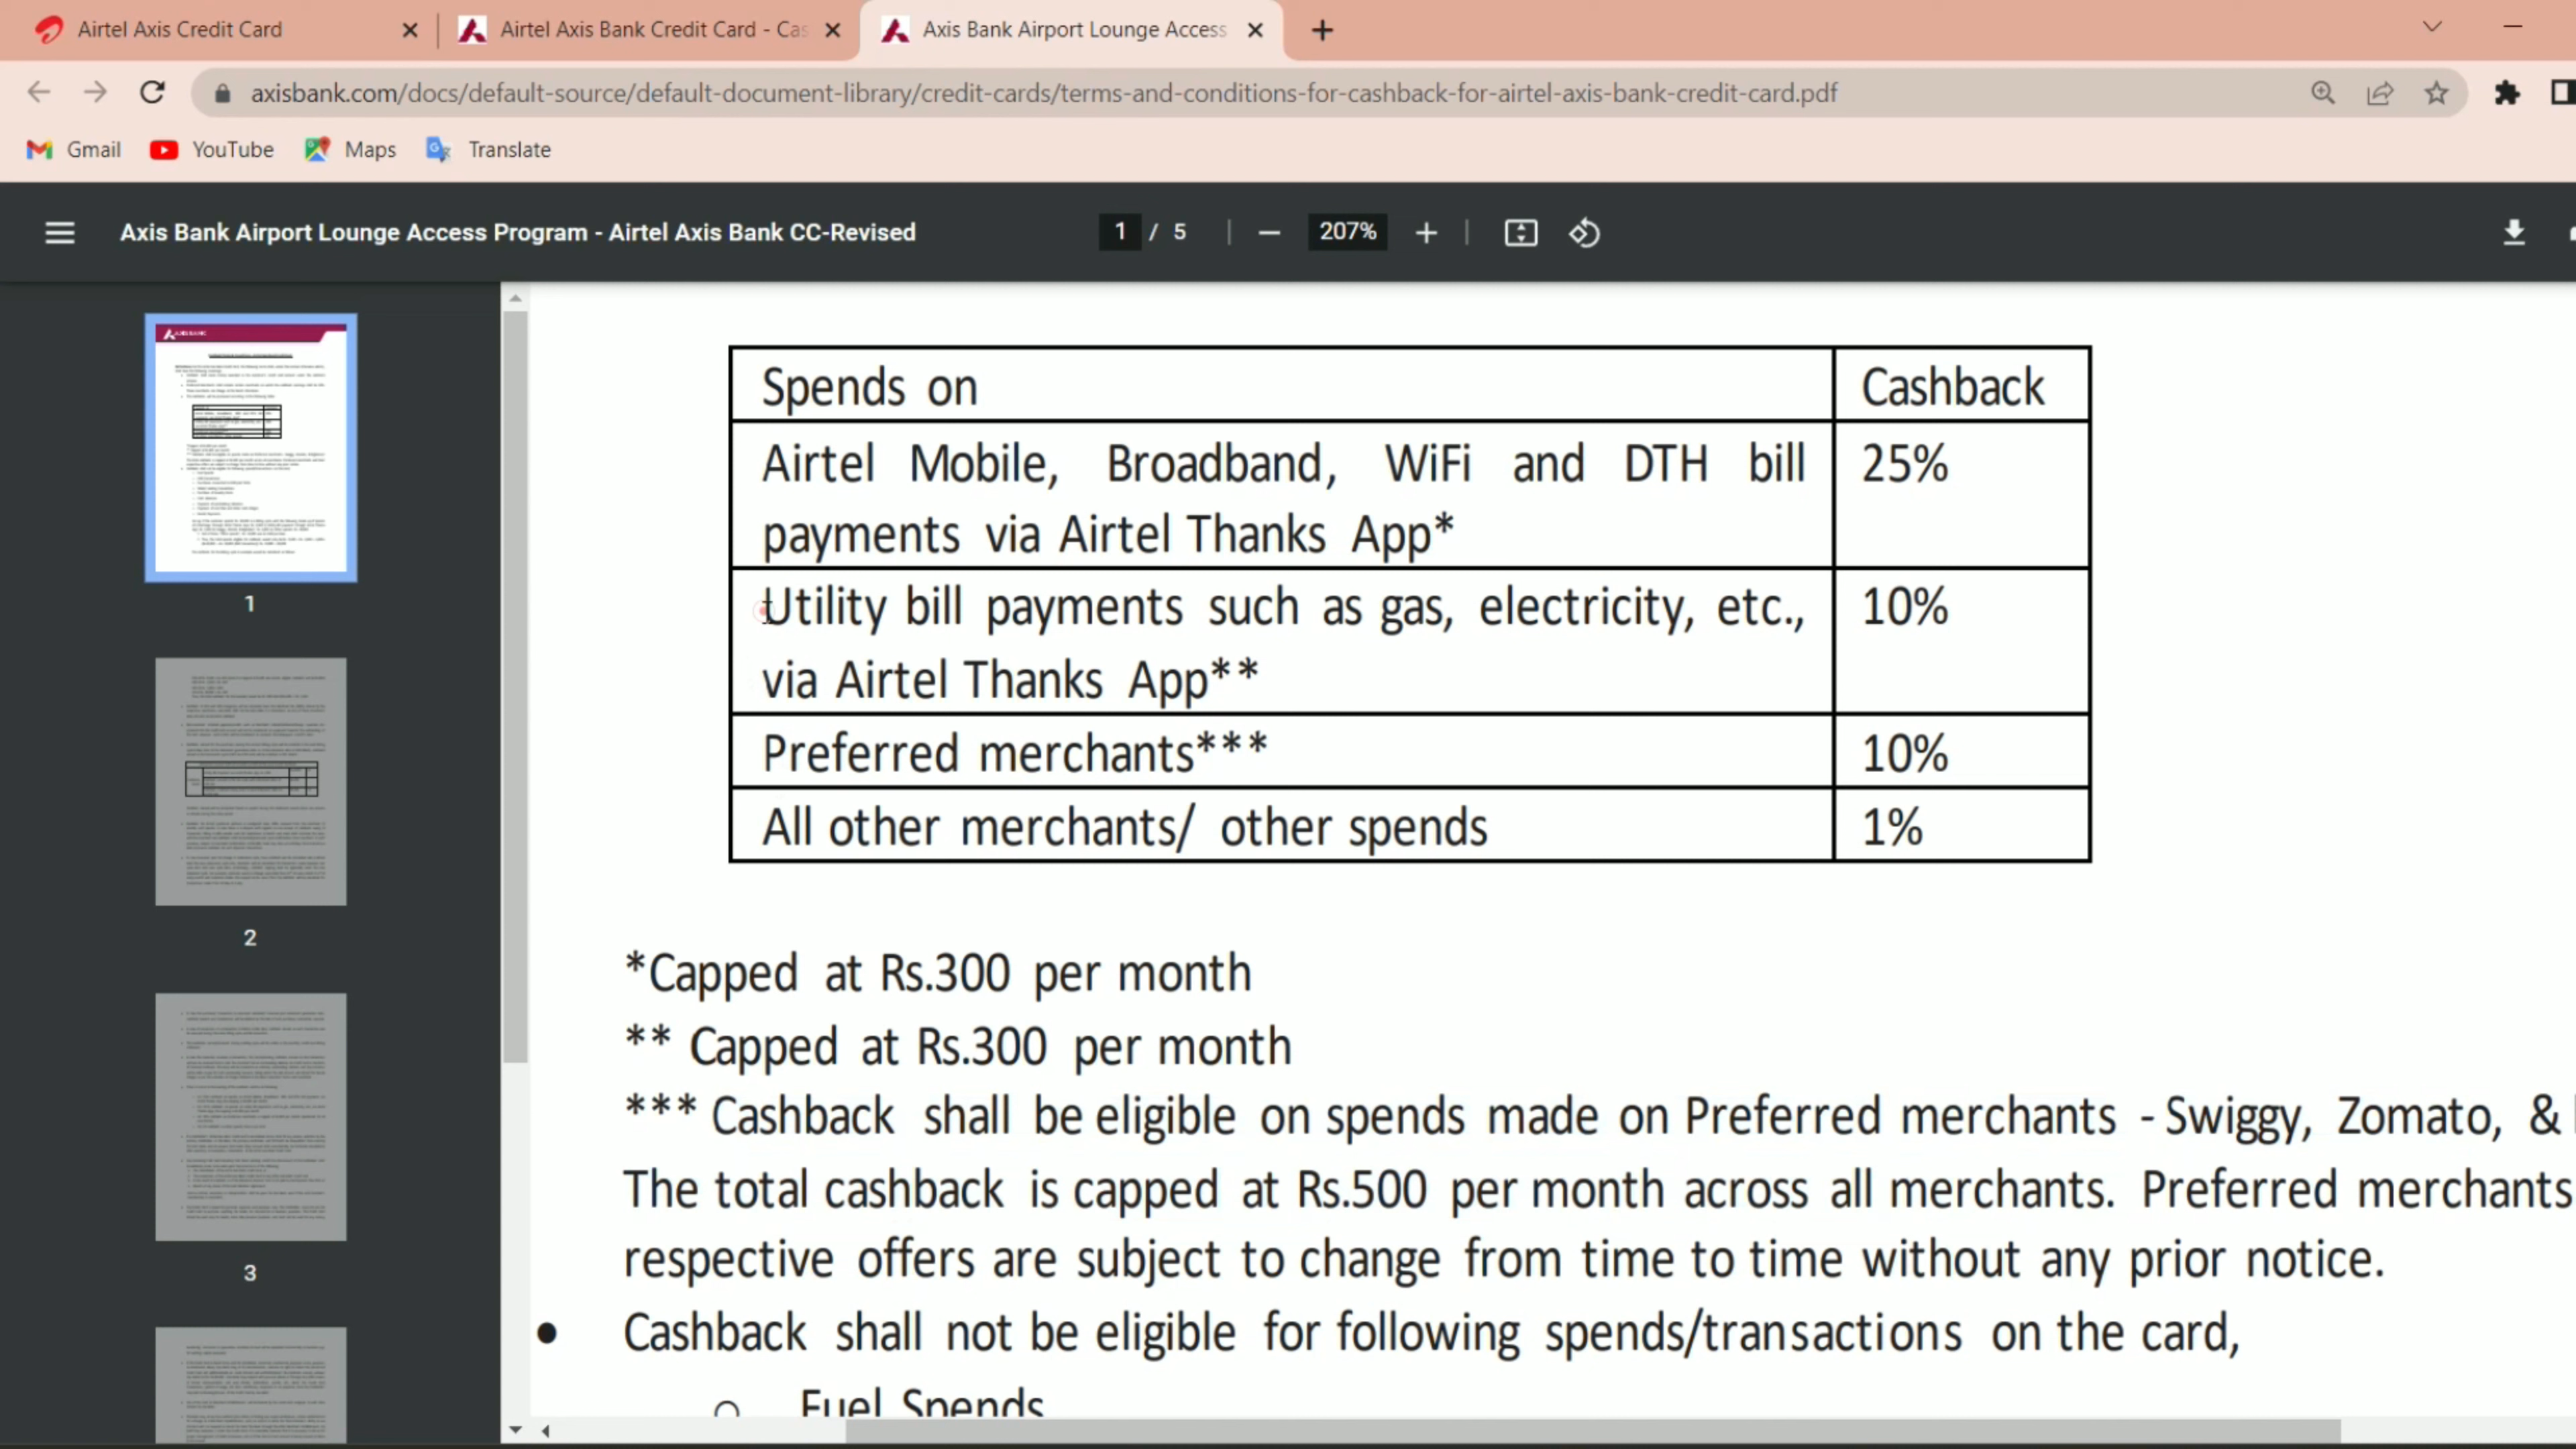 Airtel Axis Credit Card
Airtel Axis Bank Credit Card - Cas
Axis Bank Airport Lounge Access
axisbank.com/docs/default-source/default-document-library/credit-cards/terms-and-conditions-for-cashback-for-airtel-axis-bank-credit-card.pdf
Gmail YouTube Maps Translate
Axis Bank Airport Lounge Access Program - Airtel Axis Bank CC-Revised 1 / 5 207%
1
2
3
Spends on Cashback
Airtel Mobile, Broadband, WiFi and DTH bill 25%
payments via Airtel Thanks App*
Utility bill payments such as gas, electricity, etc., 10%
via Airtel Thanks App**
Preferred merchants*** 10%
All other merchants/ other spends 1%
*Capped at Rs.300 per month
** Capped at Rs.300 per month
*** Cashback shall be eligible on spends made on Preferred merchants - Swiggy, Zomato, &
The total cashback is capped at Rs.500 per month across all merchants. Preferred merchants
respective offers are subject to change from time to time without any prior notice.
● Cashback shall not be eligible for following spends/transactions on the card,
o Fuel Spends